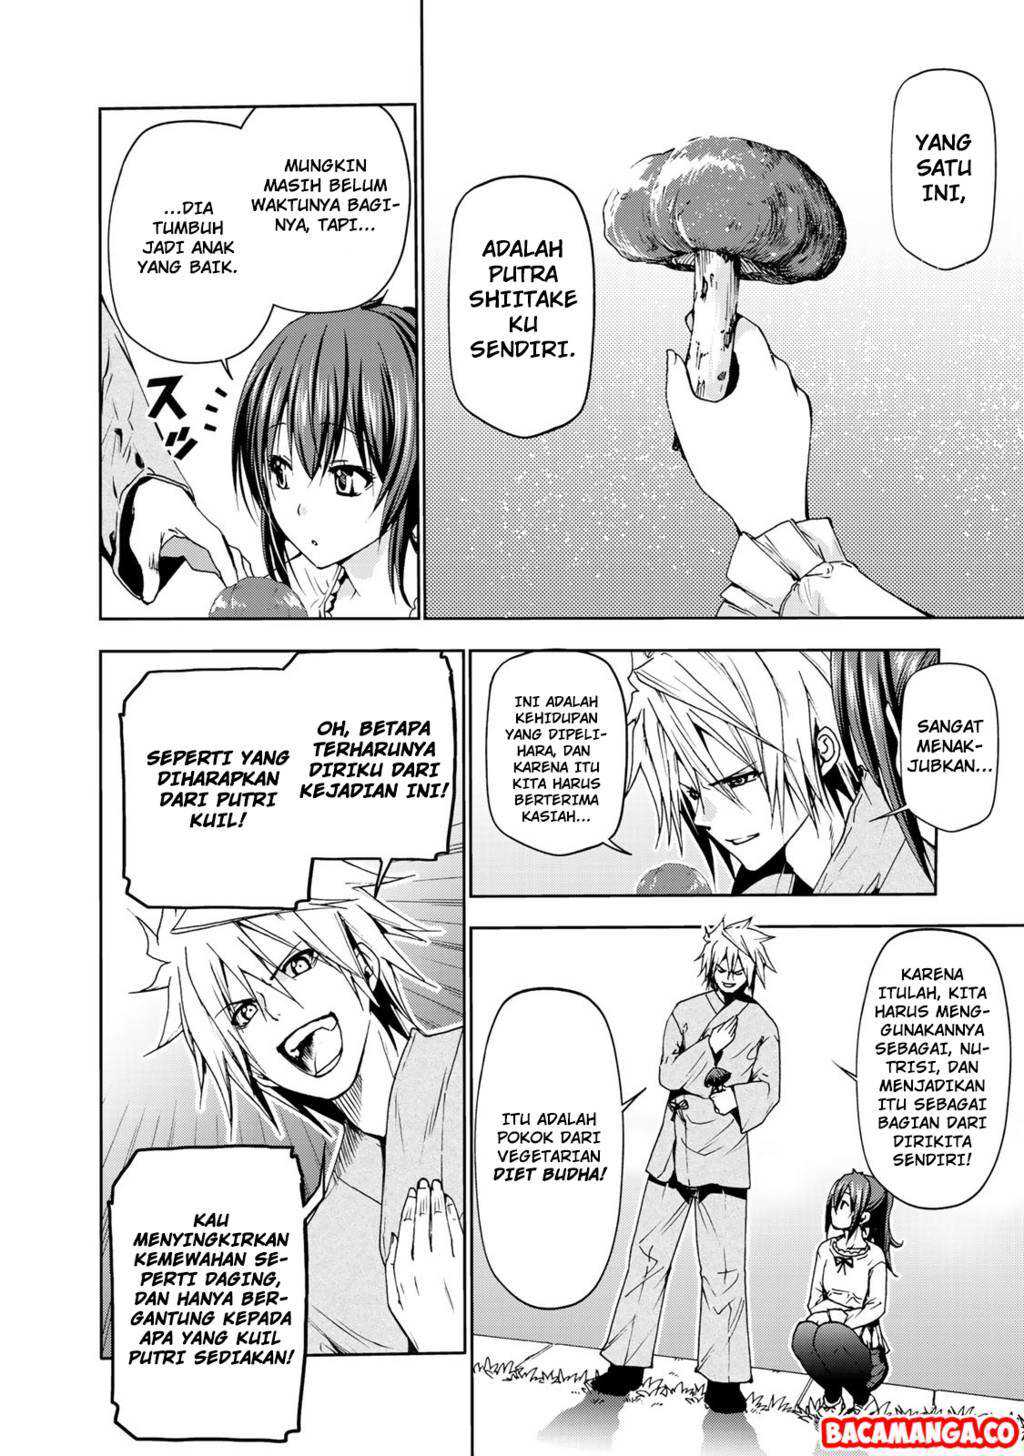 YANG
SATU
INI,
ADALAH
PUTRA
SHIITAKE
KU
SENDIRI.
MUNGKIN
MASIH BELUM
WAKTUNYA BAGI-
NYA, TAPI...
...DIA
TUMBUH
JADI ANAK
YANG BAIK.
スッ
SANGAT
MENAK-
JUBKAN...
INI ADALAH
KEHIDUPAN
YANG DIPELI-
HARA, DAN
KARENA ITU
KITA HARUS
BERTERIMA
KASIAH...
OH, BETAPA
TERHARUNYA
DIRIKU DARI
KEJADIAN INI!
SEPERTI YANG
DIHARAPKAN
DARI PUTRI
KUIL!
KAU
MENYINGKIRKAN
KEMEWAHAN SE-
PERTI DAGING,
DAN HANYA BER-
GANTUNG KEPADA
APA YANG KUIL
PUTRI SEDIAKAN!
KARENA
ITULAH, KITA
HARUS MENG-
GUNAKANNYA
SEBAGAI, NU-
TRISI, DAN
MENJADIKAN
ITU SEBAGAI
BAGIAN DARI
DIRIKITA
SENDIRI!
ITU ADALAH
POKOK DARI
VEGETARIAN
DIET BUDHA!
BACAMANGA.CO